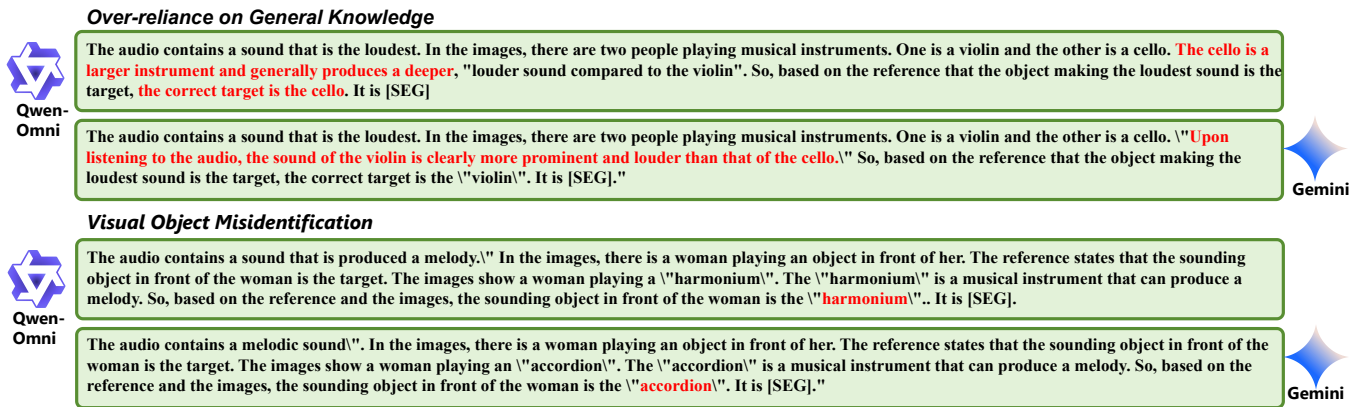 Over-reliance on General Knowledge
The audio contains a sound that is the loudest. In the images, there are two people playing musical instruments. One is a violin and the other is a cello. The cello is a
larger instrument and generally produces a deeper, "louder sound compared to the violin". So, based on the reference that the object making the loudest sound is the
target, the correct target is the cello. It is [SEG]
Qwen-
Omni
The audio contains a sound that is the loudest. In the images, there are two people playing musical instruments. One is a violin and the other is a cello. \"Upon
listening to the audio, the sound of the violin is clearly more prominent and louder than that of the cello.\" So, based on the reference that the object making the
loudest sound is the target, the correct target is the \"violin\". It is [SEG]."
Gemini
Visual Object Misidentification
The audio contains a sound that is produced a melody.\" In the images, there is a woman playing an object in front of her. The reference states that the sounding
object in front of the woman is the target. The images show a woman playing a \"harmonium\". The \"harmonium\" is a musical instrument that can produce a
melody. So, based on the reference and the images, the sounding object in front of the woman is the \"harmonium\".. It is [SEG].
Qwen-
Omni
The audio contains a melodic sound\". In the images, there is a woman playing an object in front of her. The reference states that the sounding object in front of the
woman is the target. The images show a woman playing an \"accordion\". The \"accordion\" is a musical instrument that can produce a melody. So, based on the
reference and the images, the sounding object in front of the woman is the \"accordion\". It is [SEG]."
Gemini